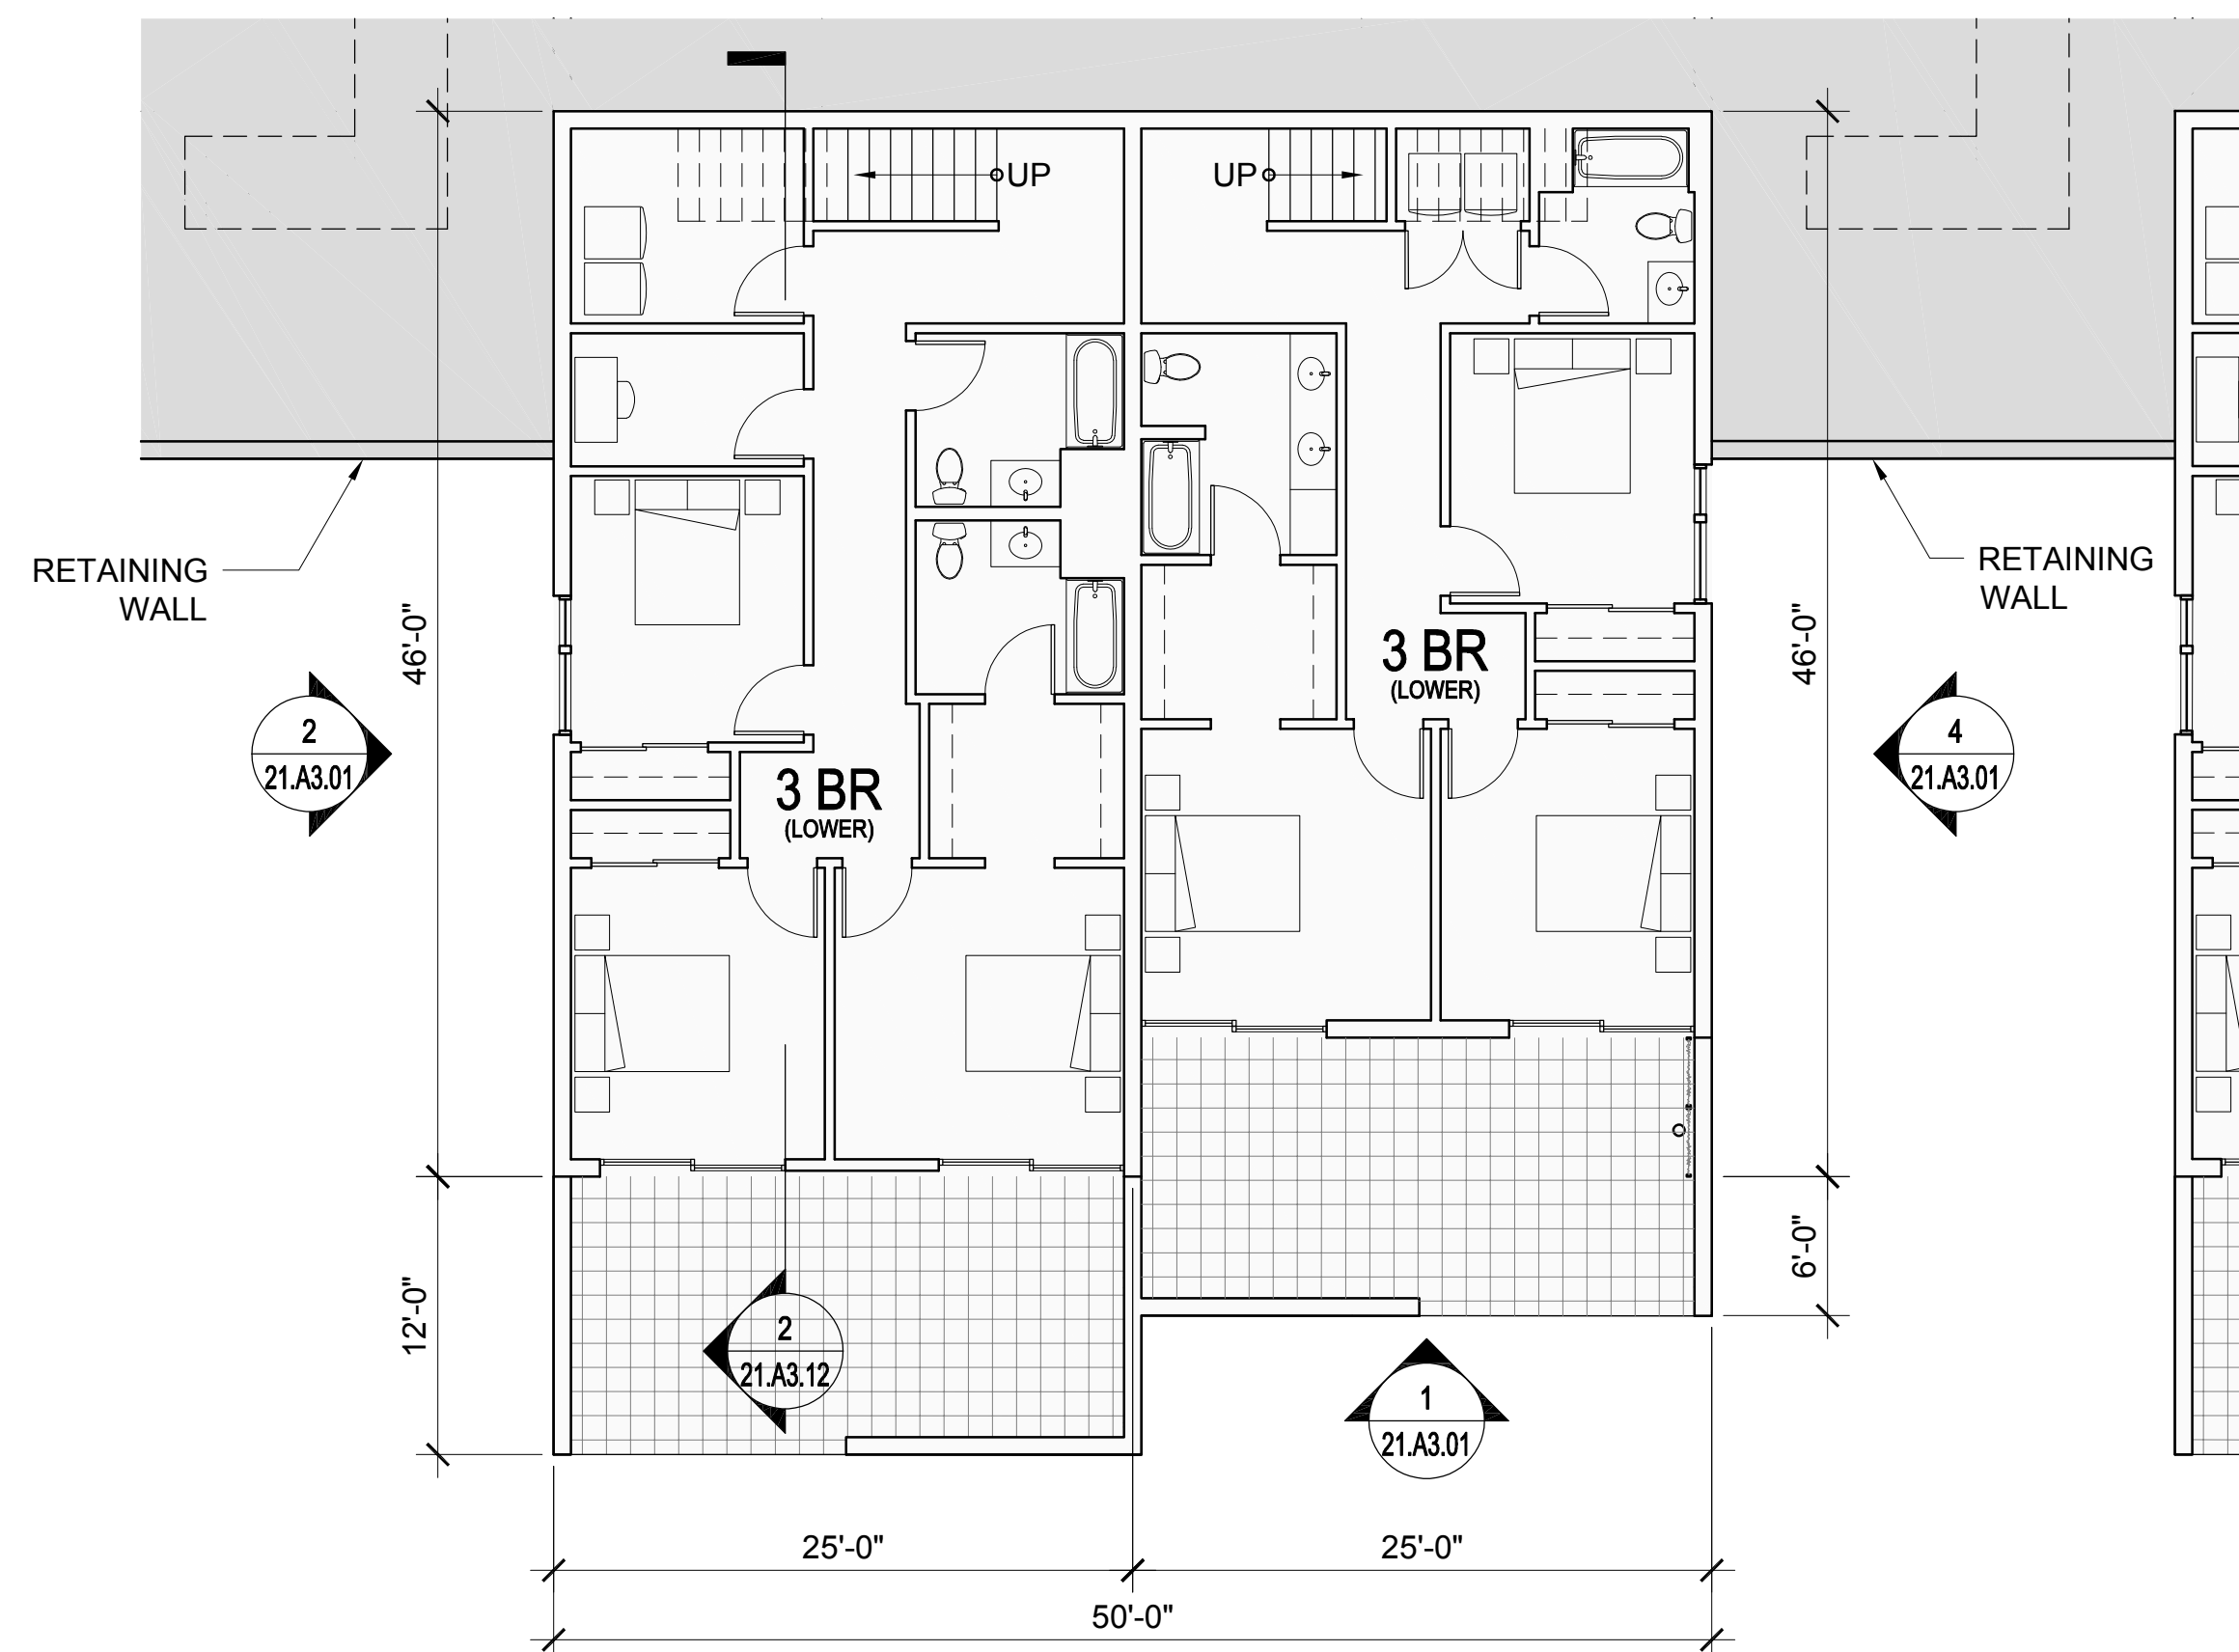 UP
UP
RETAINING
WALL
RETAINING
WALL
46'-0"
46'-0"
3 BR
(LOWER)
3 BR
(LOWER)
2
21.A3.01
4
21.A3.01
12'-0"
6'-0"
2
21.A3.12
1
21.A3.01
25'-0"
25'-0"
50'-0"